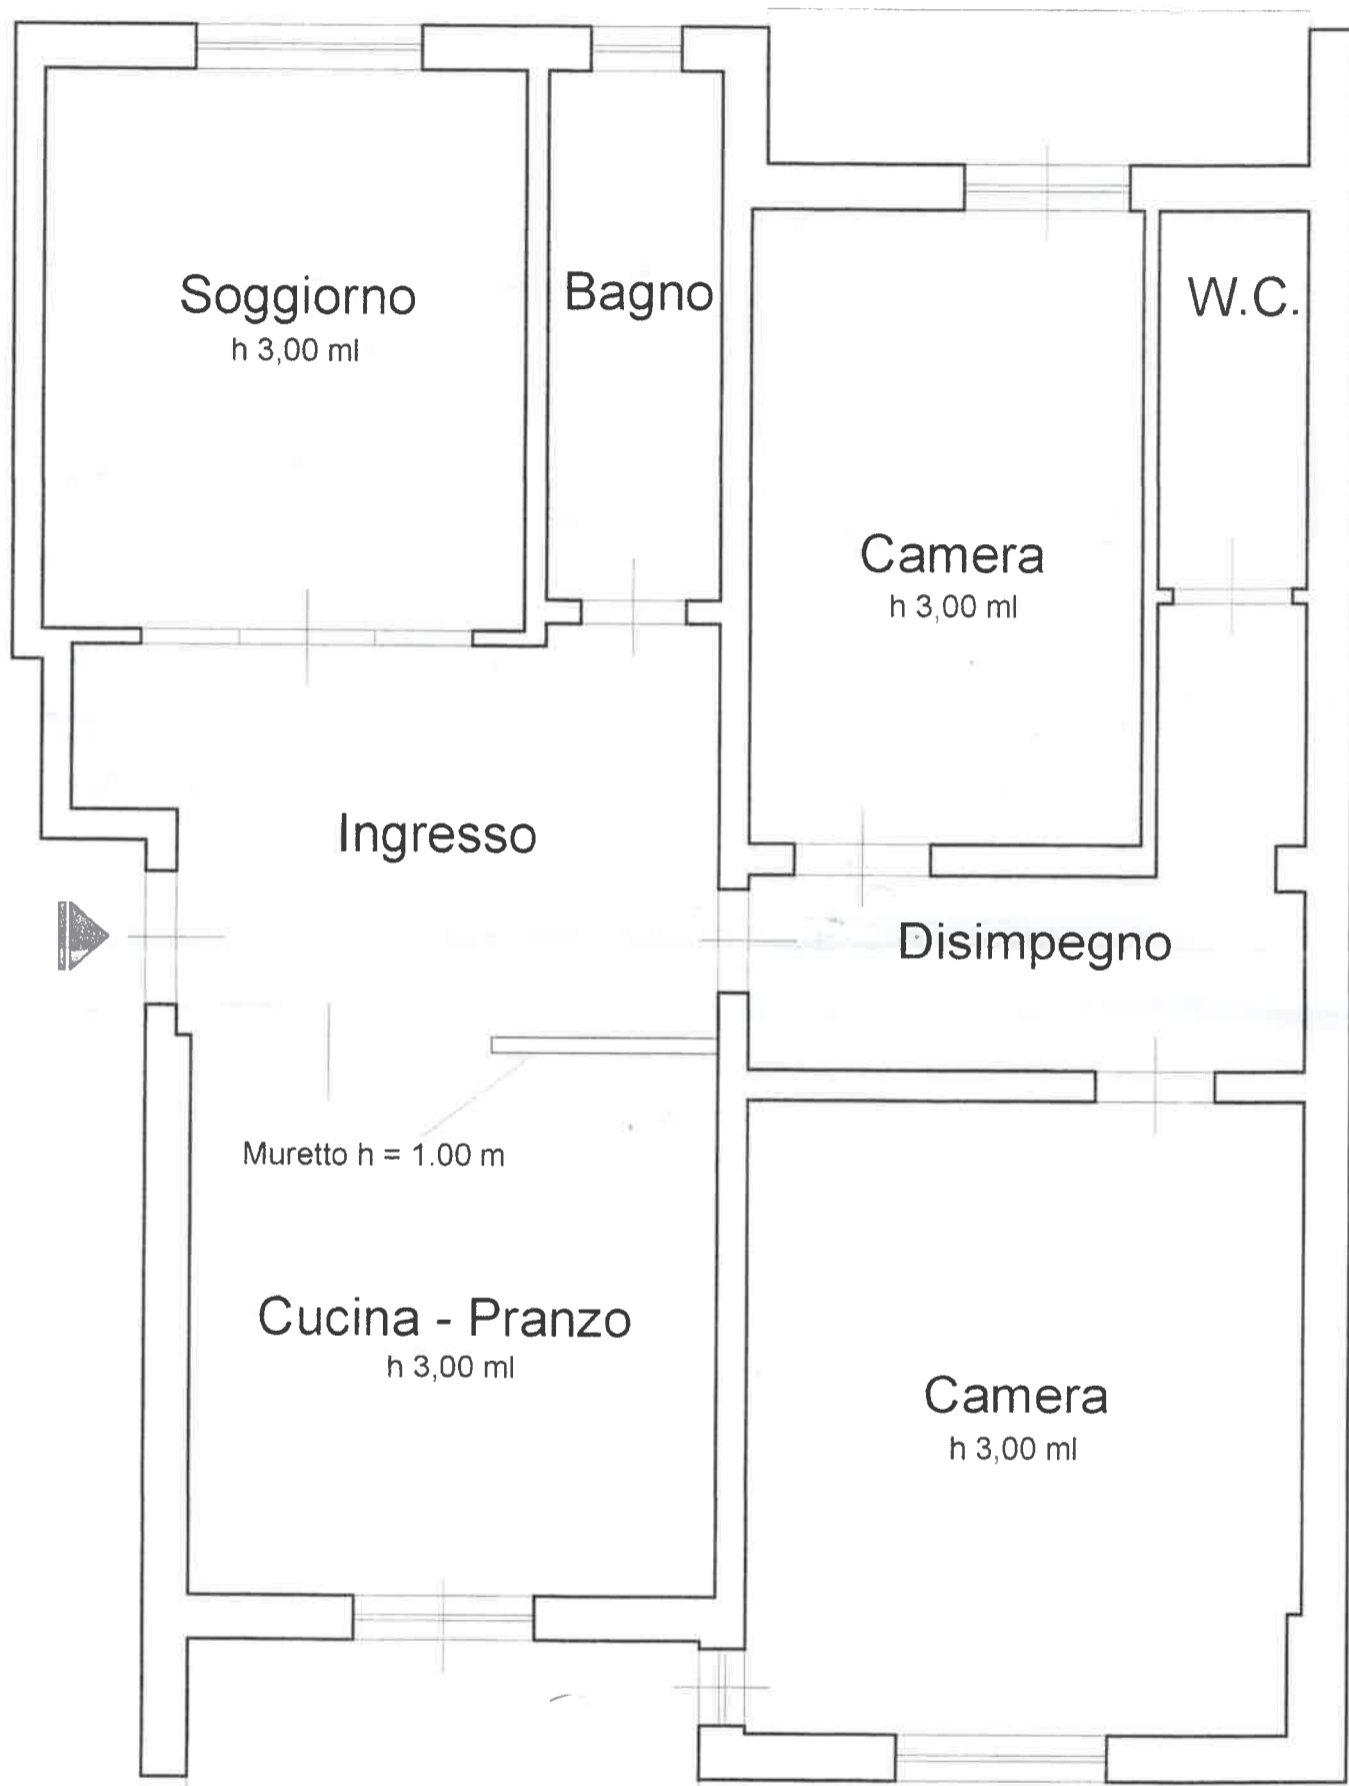 Soggiorno
h 3,00 ml
Bagno
W.C.
Camera
h 3,00 ml
Ingresso
Disimpegno
Muretto h = 1.00 m
Cucina - Pranzo
h 3,00 ml
Camera
h 3,00 ml